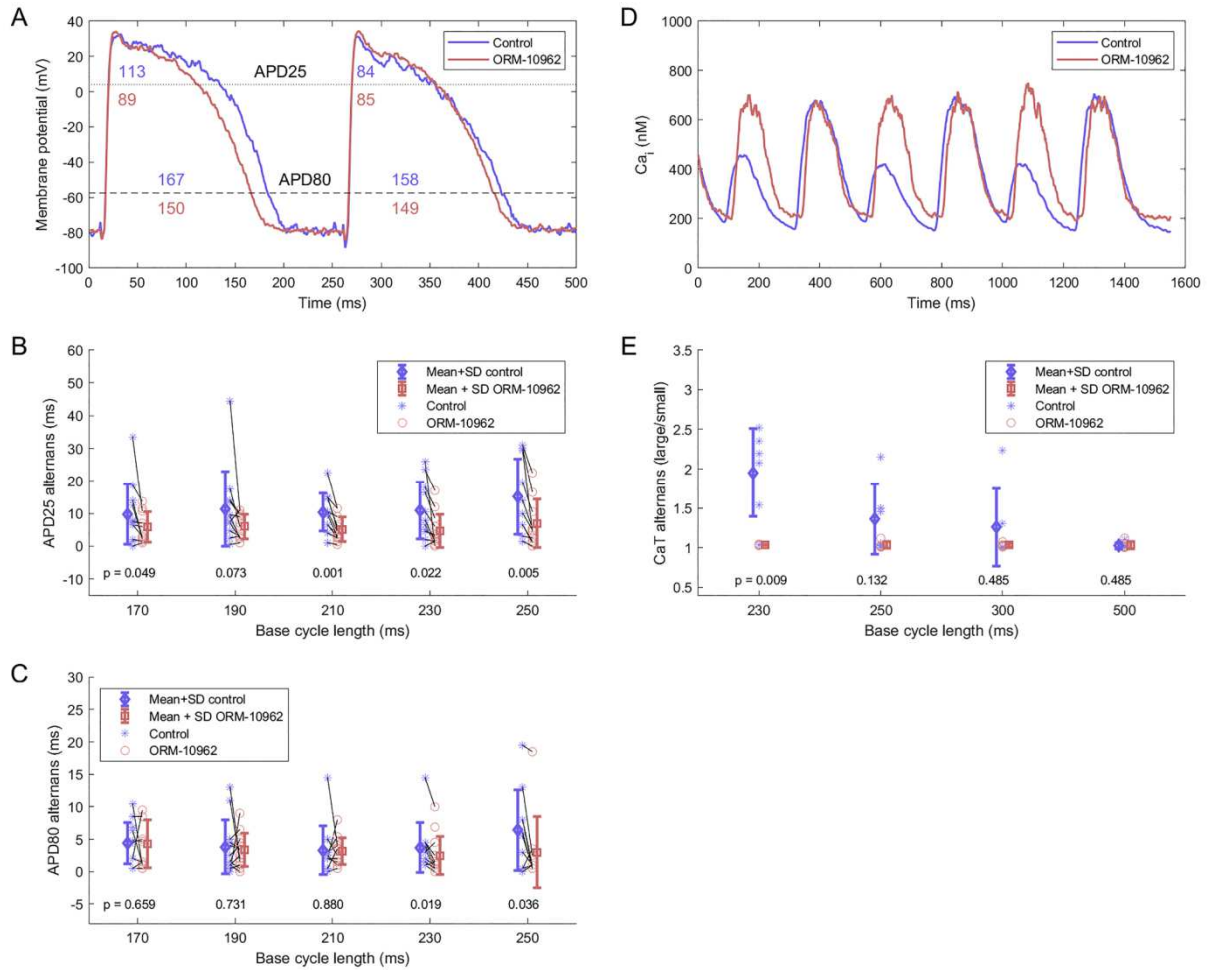 A
40
20
0
-20
-40
-60
-80
-100
Membrane potential (mV)
113
89
APD25
84
85
167
150
APD80
158
149
Control
ORM-10962
0 50 100 150 200 250 300 350 400 450 500
Time (ms)
D
1000
800
600
400
200
0
Ca i (nM)
Control
ORM-10962
0 200 400 600 800 1000 1200 1400 1600
Time (ms)
B
60
50
40
30
20
10
0
-10
APD25 alternans (ms)
Mean+SD control
Mean + SD ORM-10962
Control
ORM-10962
p = 0.049 0.073 0.001 0.022 0.005
170 190 210 230 250
Base cycle length (ms)
E
3.5
3
2.5
2
1.5
1
0.5
CaT alternans (large/small)
Mean+SD control
Mean + SD ORM-10962
Control
ORM-10962
p = 0.009 0.132 0.485 0.485
230 250 300 500
Base cycle length (ms)
C
30
25
20
15
10
5
0
-5
APD80 alternans (ms)
Mean+SD control
Mean + SD ORM-10962
Control
ORM-10962
p = 0.659 0.731 0.880 0.019 0.036
170 190 210 230 250
Base cycle length (ms)